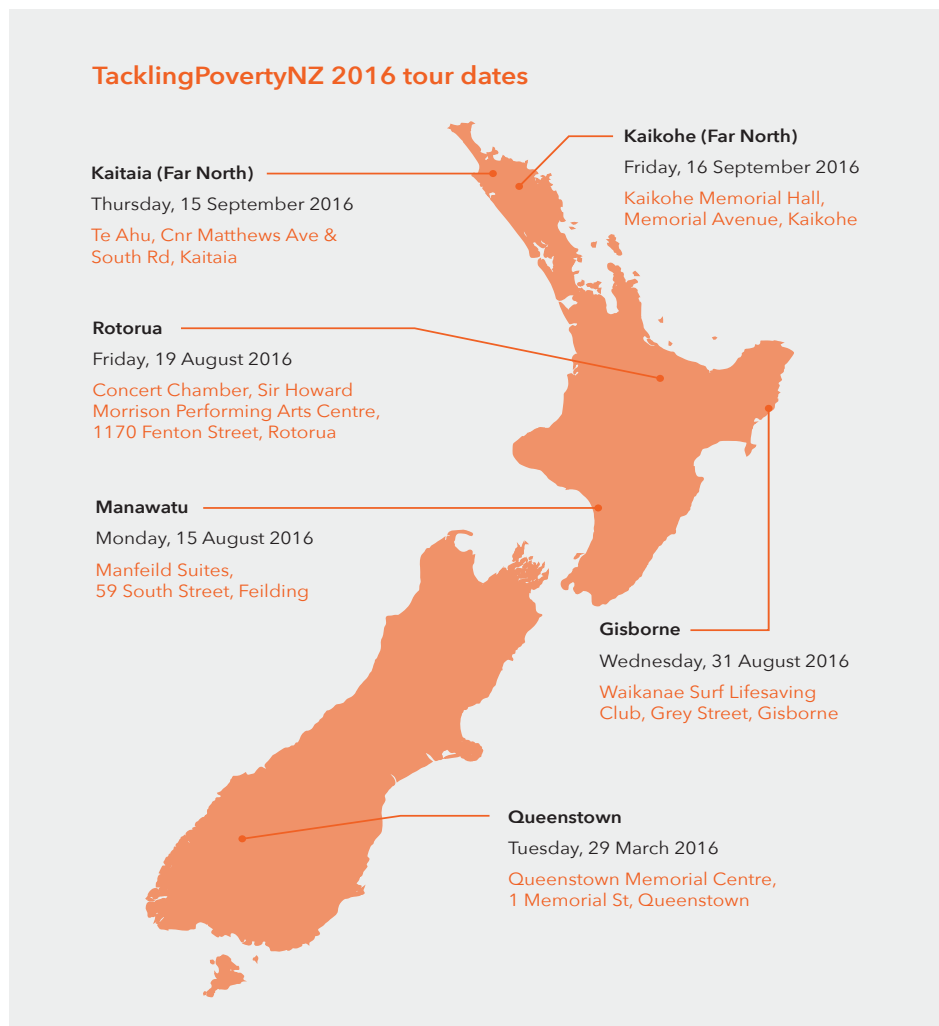 TacklingPovertyNZ 2016 tour dates
Kaikohe (Far North)
Friday, 16 September 2016
Kaikohe Memorial Hall,
Memorial Avenue, Kaikohe
Kaitaia (Far North)
Thursday, 15 September 2016
Te Ahu, Cnr Matthews Ave &
South Rd, Kaitaia
Rotorua
Friday, 19 August 2016
Concert Chamber, Sir Howard
Morrison Performing Arts Centre,
1170 Fenton Street, Rotorua
Manawatu
Monday, 15 August 2016
Manfeild Suites,
59 South Street, Feilding
Gisborne
Wednesday, 31 August 2016
Waikanae Surf Lifesaving
Club, Grey Street, Gisborne
Queenstown
Tuesday, 29 March 2016
Queenstown Memorial Centre,
1 Memorial St, Queenstown